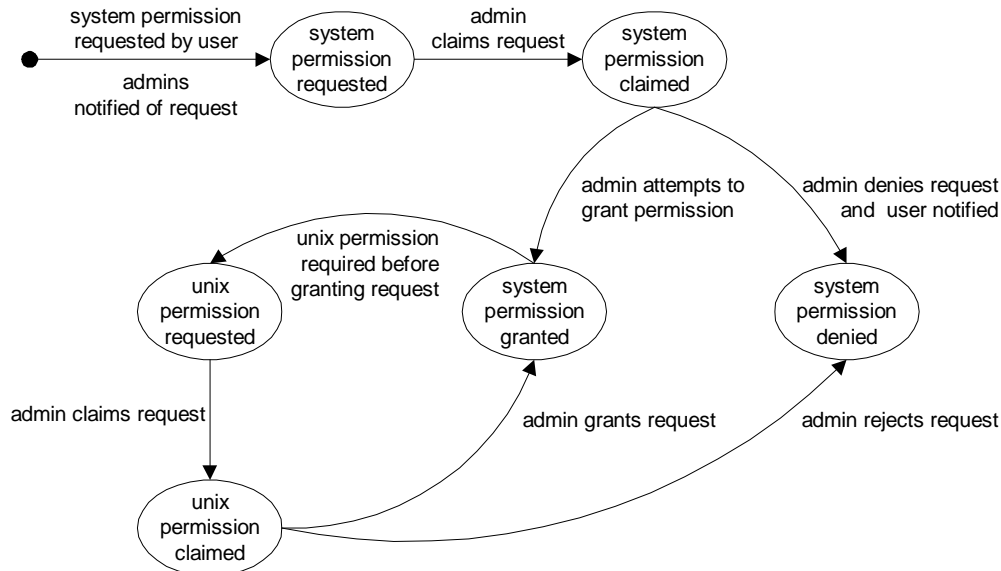 system permission
requested by user
admins
notified of request
system
permission
requested
admin
claims request
system
permission
claimed
admin attempts to
grant permission
admin denies request
and  user notified
unix permission
required before
granting request
unix
permission
requested
system
permission
granted
system
permission
denied
admin claims request
admin grants request
admin rejects request
unix
permission
claimed